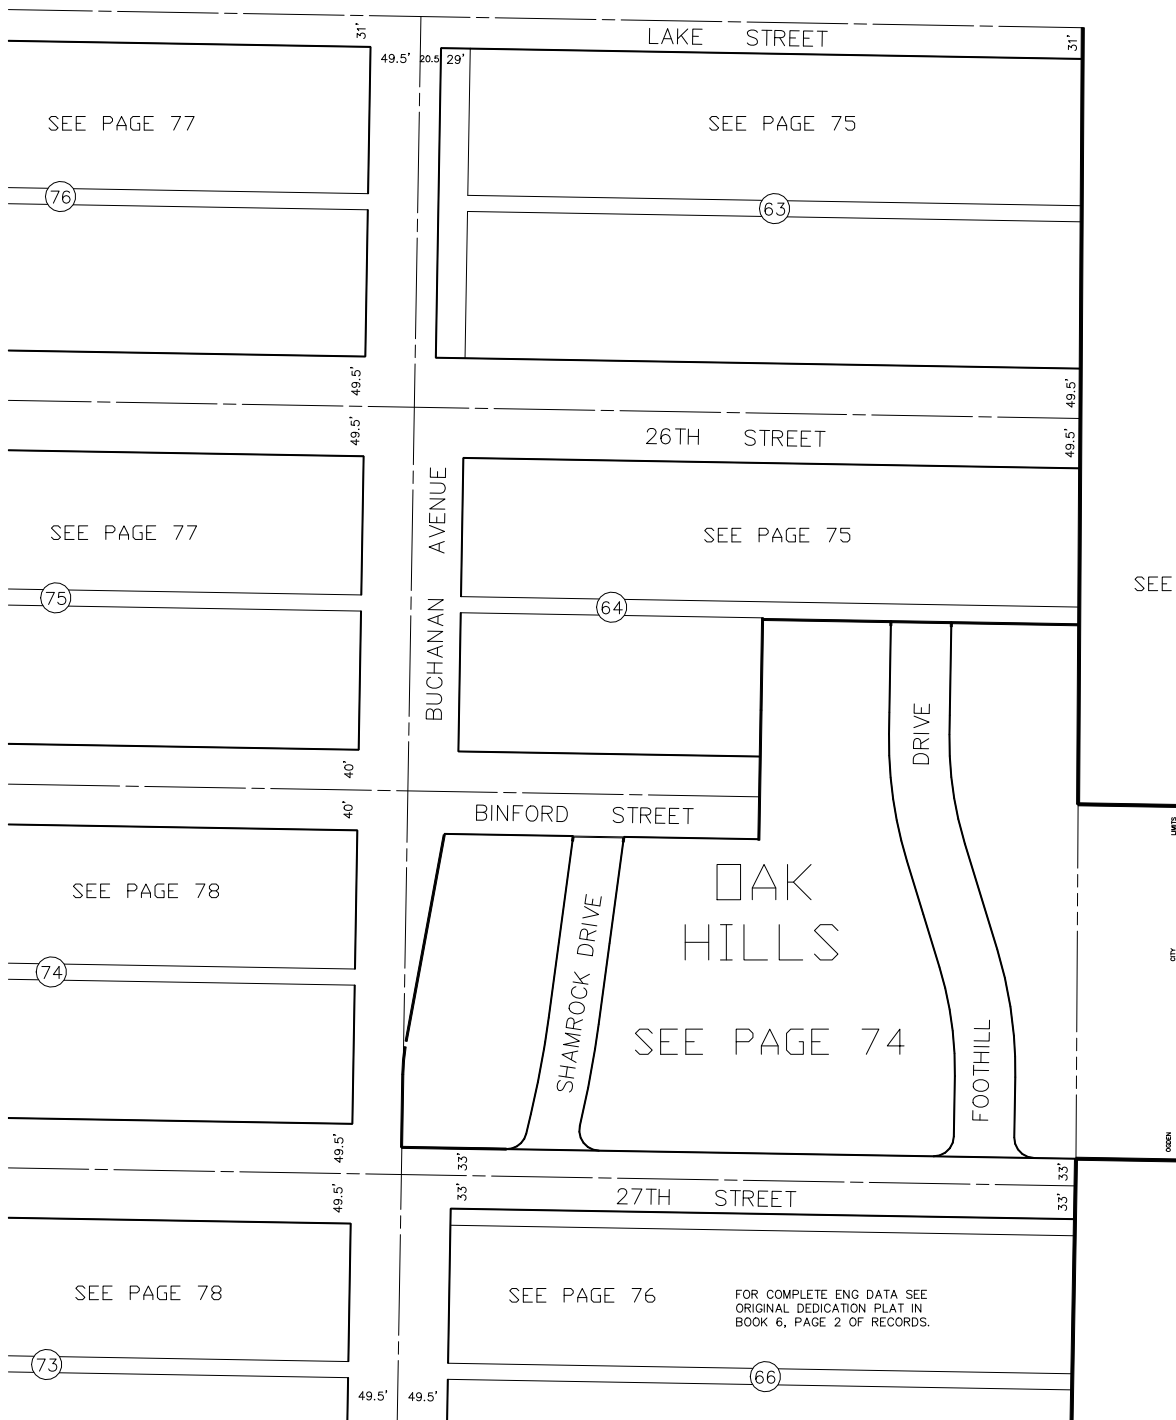 31'
LAKE STREET
31'
49.5'
20.5
29'
SEE PAGE 77
SEE PAGE 75
76
63
49.5'
49.5'
49.5'
26TH STREET
49.5'
BUCHANAN AVENUE
SEE PAGE 77
SEE PAGE 75
SEE
75
64
DRIVE
40'
40'
BINFORD STREET
LIMITS
OAK
HILLS
SEE PAGE 78
SHAMROCK DRIVE
CITY
74
SEE PAGE 74
FOOTHILL
OGDEN
49.5'
33'
33'
49.5'
33'
27TH STREET
33'
SEE PAGE 78
SEE PAGE 76
FOR COMPLETE ENG DATA SEE
ORIGINAL DEDICATION PLAT IN
BOOK 6, PAGE 2 OF RECORDS.
73
66
49.5'
49.5'